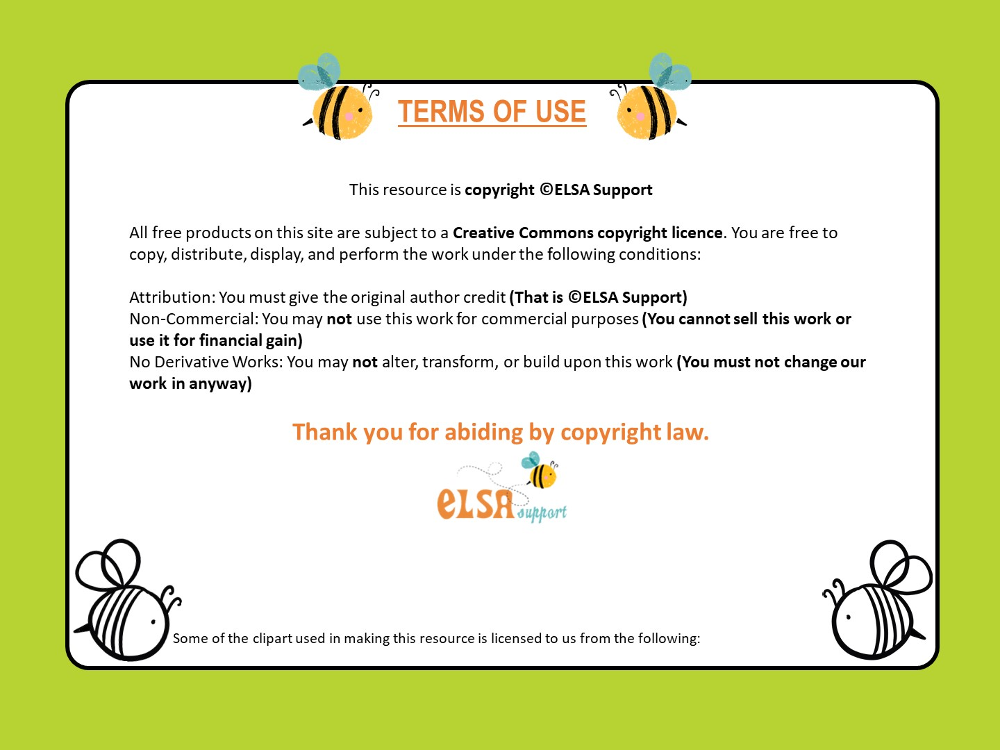 TERMS OF USE
This resource is copyright ©ELSA Support
All free products on this site are subject to a Creative Commons copyright licence. You are free to
copy, distribute, display, and perform the work under the following conditions:
Attribution: You must give the original author credit (That is ©ELSA Support)
Non-Commercial: You may not use this work for commercial purposes (You cannot sell this work or
use it for financial gain)
No Derivative Works: You may not alter, transform, or build upon this work (You must not change our
work in anyway)
Thank you for abiding by copyright law.
eLSA support
Some of the clipart used in making this resource is licensed to us from the following: